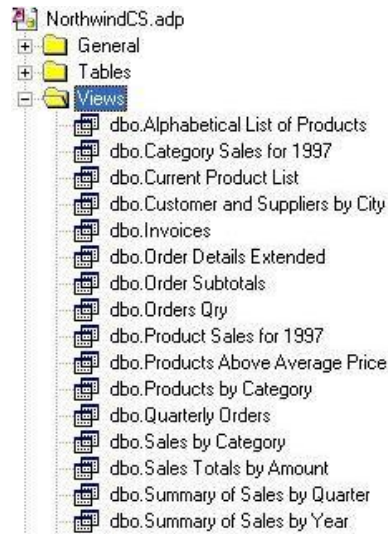 NorthwindCS.adp
General
Tables
Views
dbo.Alphabetical List of Products
dbo.Category Sales for 1997
dbo.Current Product List
dbo.Customer and Suppliers by City
dbo.Invoices
dbo.Order Details Extended
dbo.Order Subtotals
dbo.Orders Qry
dbo.Product Sales for 1997
dbo.Products Above Average Price
dbo.Products by Category
dbo.Quarterly Orders
dbo.Sales by Category
dbo.Sales Totals by Amount
dbo.Summary of Sales by Quarter
dbo.Summary of Sales by Year